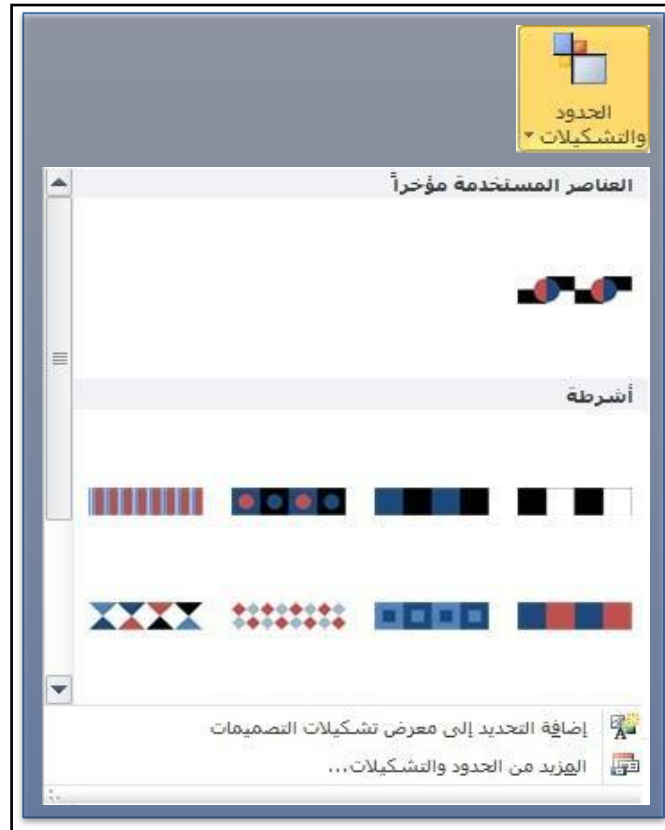 الحدود
والتشكيلات
العناصر المستخدمة مؤخراً
أشرطة
إضافة التحديد إلى معرض تشكيلات التصميمات
المزيد من الحدود والتشكيلات...